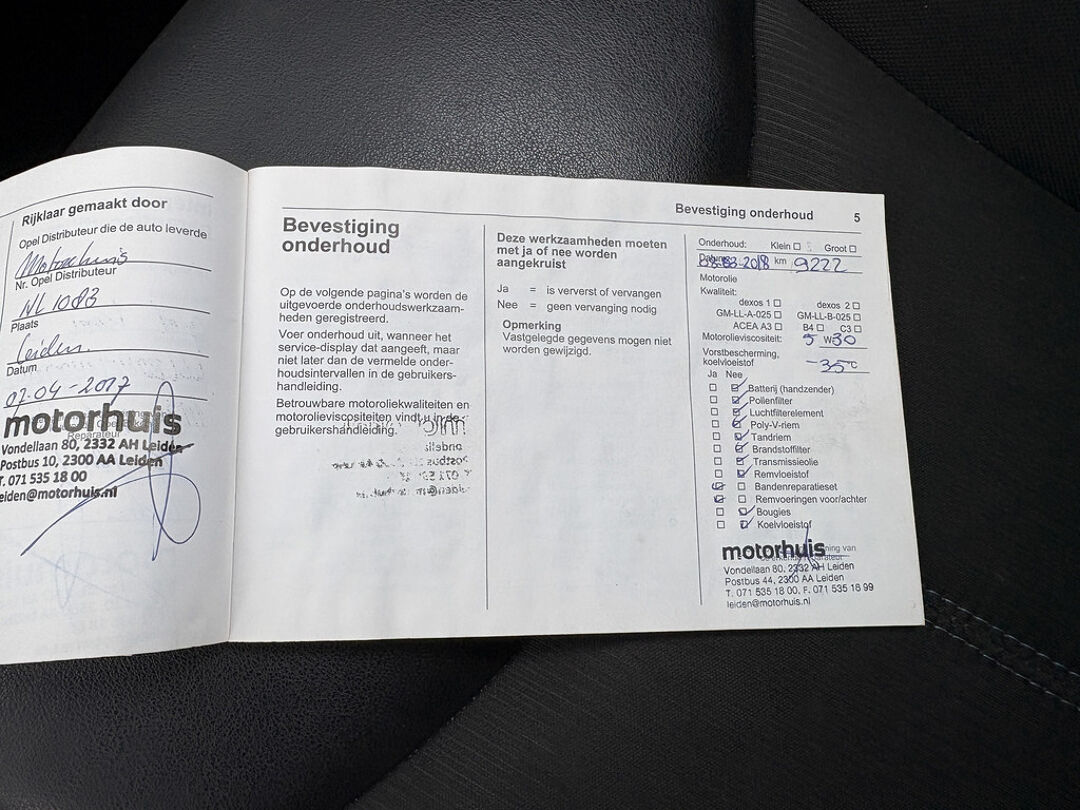 Rijklaar gemaakt door
Opel Distributeur die de auto leverde
Motorhuis
Nr. Opel Distributeur
NL 1083
Plaats
Leiden.
Datum
07-04-2017
motorhuis
Reparateur
Vondellaan 80, 2332 AH Leiden
Postbus 10, 2300 AA Leiden
T. 071 535 18 00
leiden@motorhuis.nl
Bevestiging
onderhoud
Op de volgende pagina's worden de
uitgevoerde onderhoudswerkzaam-
heden geregistreerd.
Voer onderhoud uit, wanneer het
service-display dat aangeeft, maar
niet later dan de vermelde onder-
houdsintervallen in de gebruikers-
handleiding.
Betrouwbare motoroliekwaliteiten en
motorolieviscositeiten vindt u in de
gebruikershandleiding.
Deze werkzaamheden moeten
met ja of nee worden
aangekruist
Ja = is ververst of vervangen
Nee = geen vervanging nodig
Opmerking
Vastgelegde gegevens mogen niet
worden gewijzigd.
Bevestiging onderhoud 5
Onderhoud: Klein Groot
Datum 08-03-2018 km 9222
Motorolie
Kwaliteit:
dexos 1 dexos 2
GM-LL-A-025 GM-LL-B-025
ACEA A3 B4 C3
Motorolieviscositeit: 5 W 30
Vorstbescherming,
koelvloeistof -35 °C
Ja Nee
Batterij (handzender)
Pollenfilter
Luchtfilterelement
Poly-V-riem
Tandriem
Brandstoffilter
Transmissieolie
Remvloeistof
Bandenreparatieset
Remvoeringen voor/achter
Bougies
Koelvloeistof
motorhuis
Vondellaan 80, 2332 AH Leiden
Postbus 44, 2300 AA Leiden
T. 071 535 18 00, F. 071 535 18 99
leiden@motorhuis.nl